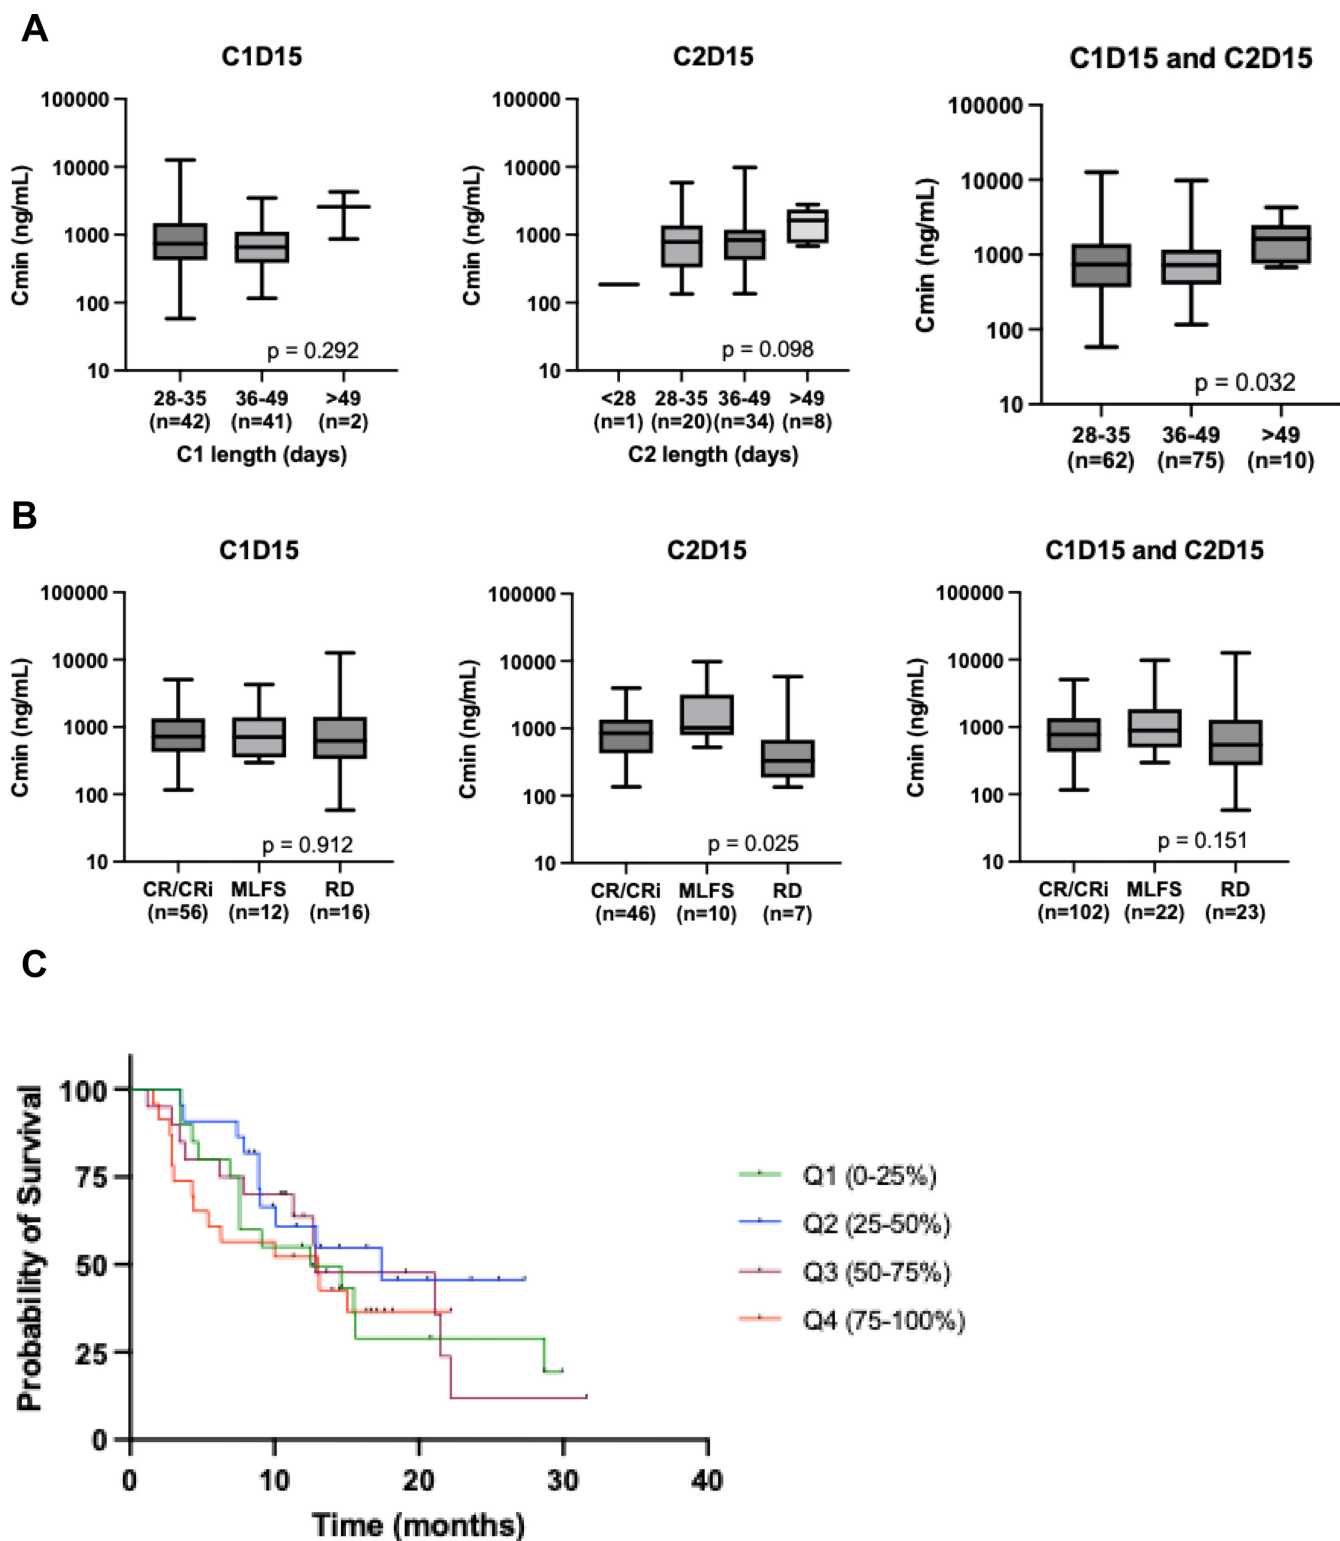 A
C1D15
C2D15
C1D15 and C2D15
Cmin (ng/mL)
100000
10000
1000
100
10
p = 0.292
28-35
36-49
>49
(n=42)
(n=41)
(n=2)
C1 length (days)
Cmin (ng/mL)
100000
10000
1000
100
10
p = 0.098
<28
28-35
36-49
>49
(n=1)
(n=20)
(n=34)
(n=8)
C2 length (days)
Cmin (ng/mL)
100000
10000
1000
100
10
p = 0.032
28-35
36-49
>49
(n=62)
(n=75)
(n=10)
B
C1D15
C2D15
C1D15 and C2D15
Cmin (ng/mL)
100000
10000
1000
100
10
p = 0.912
CR/CRi
MLFS
RD
(n=56)
(n=12)
(n=16)
Cmin (ng/mL)
100000
10000
1000
100
10
p = 0.025
CR/CRi
MLFS
RD
(n=46)
(n=10)
(n=7)
Cmin (ng/mL)
100000
10000
1000
100
10
p = 0.151
CR/CRi
MLFS
RD
(n=102)
(n=22)
(n=23)
C
Probability of Survival
100
75
50
25
0
0
10
20
30
40
Time (months)
Q1 (0-25%)
Q2 (25-50%)
Q3 (50-75%)
Q4 (75-100%)